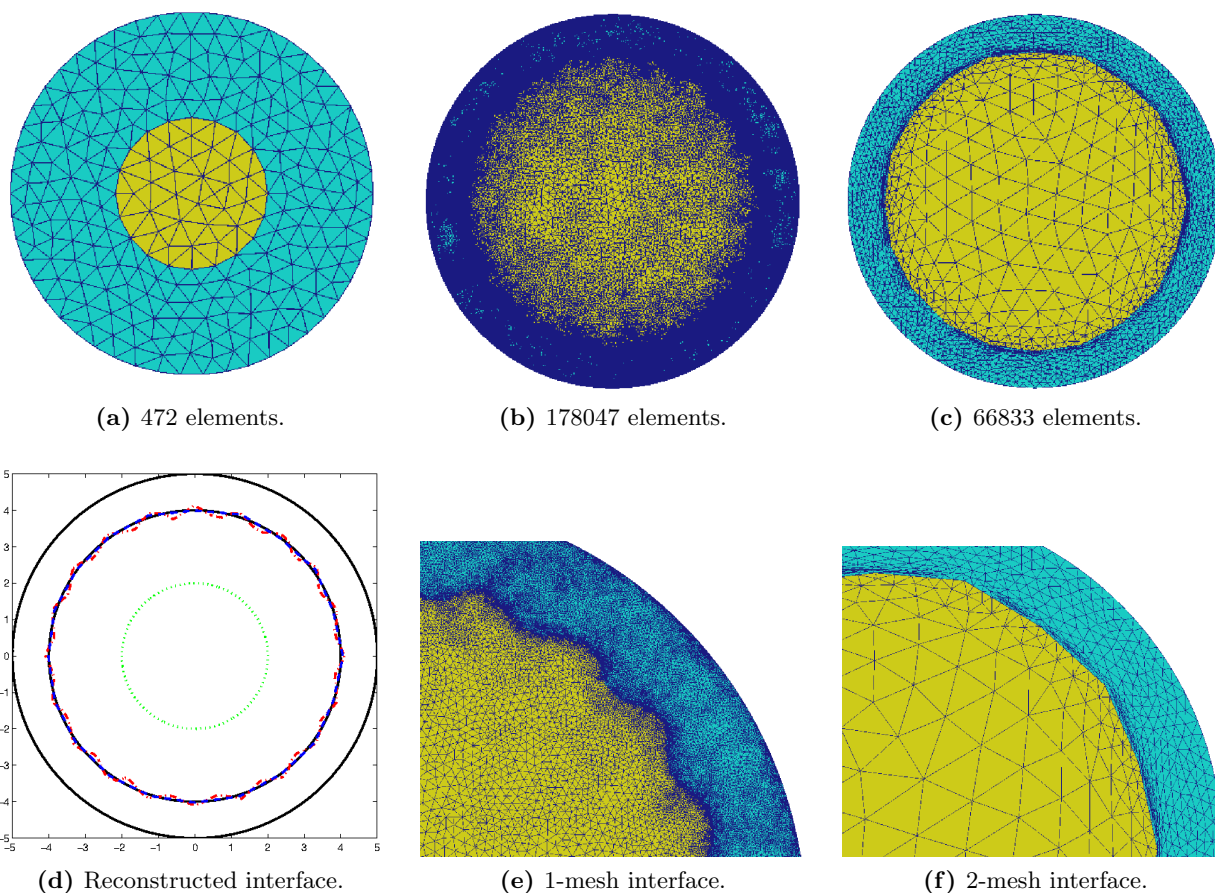 (a) 472 elements.
(b) 178047 elements.
(c) 66833 elements.
5
4
3
2
1
0
−1
−2
−3
−4
−5
−5 −4 −3 −2 −1 0 1 2 3 4 5
(d) Reconstructed interface.
(e) 1-mesh interface.
(f) 2-mesh interface.